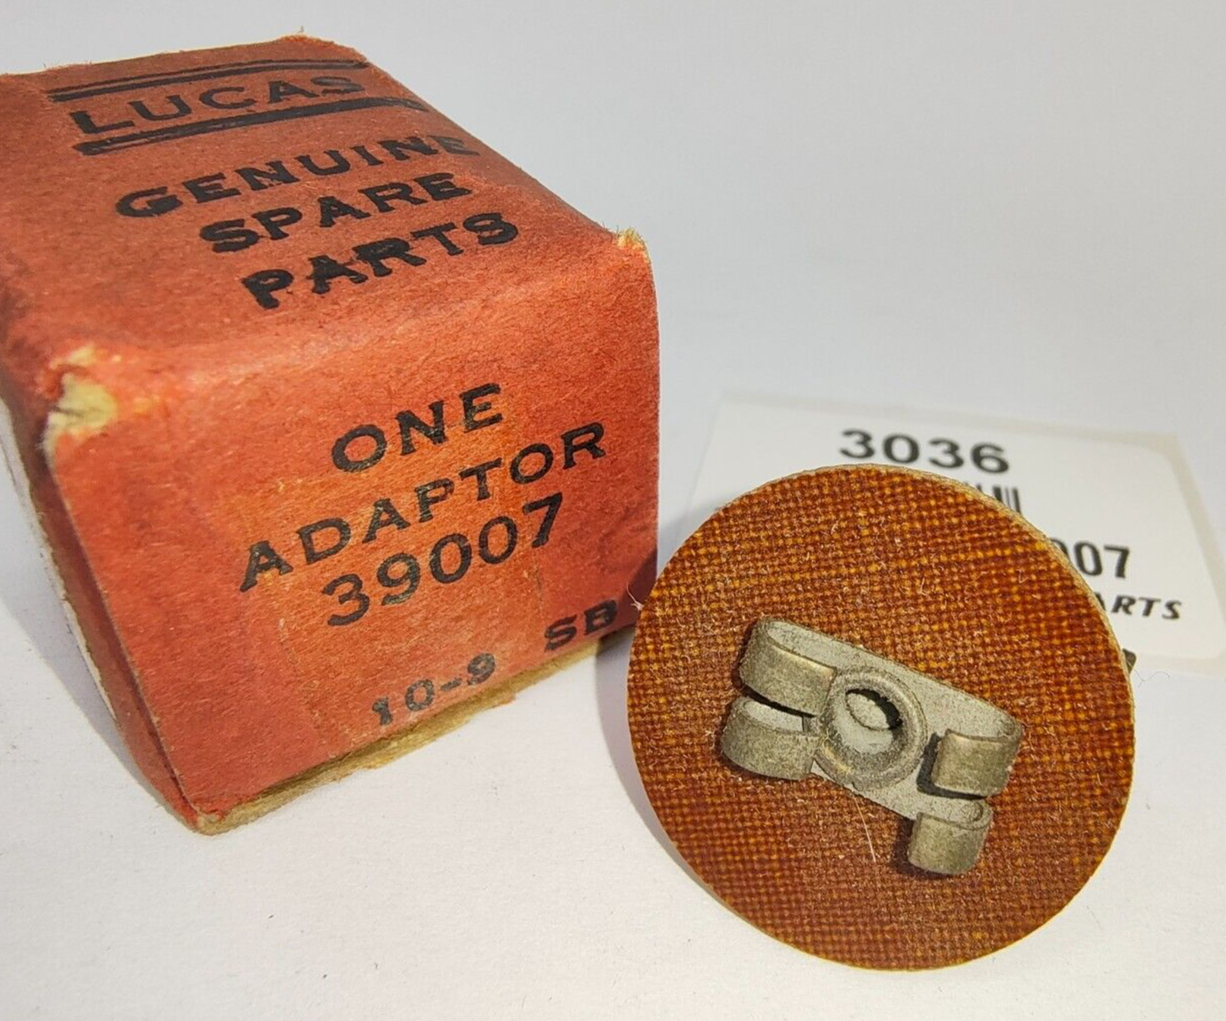 LUCAS
GENUINE
SPARE
PARTS
ONE
ADAPTOR
39007
10-9 SB
3036
007
ARTS